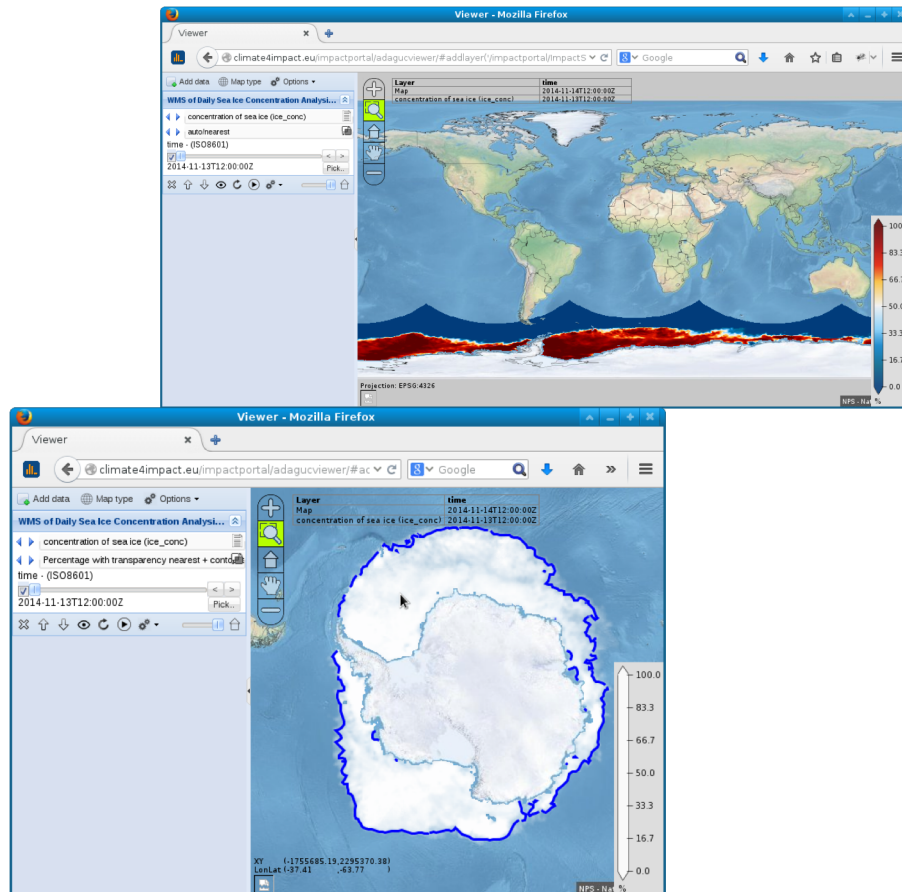 Viewer - Mozilla Firefox
Viewer
climate4impact.eu/impactportal/adagucviewer/#addlayer('/impactportal/ImpactS
Google
Add data Map type Options
WMS of Daily Sea Ice Concentration Analysi...
concentration of sea ice (ice_conc)
auto/nearest
time - (ISO8601)
< >
2014-11-13T12:00:00Z
Pick..
Layer time
Map 2014-11-14T12:00:00Z
concentration of sea ice (ice_conc) 2014-11-13T12:00:00Z
100
83.3
66.7
50.0
33.3
16.7
0.0
%
Projection: EPSG:4326
NPS - Nat
Viewer - Mozilla Firefox
Viewer
climate4impact.eu/impactportal/adagucviewer/#ac
Google
Add data Map type Options
WMS of Daily Sea Ice Concentration Analysi...
concentration of sea ice (ice_conc)
Percentage with transparency nearest + conto
time - (ISO8601)
< >
2014-11-13T12:00:00Z
Pick..
Layer time
Map 2014-11-14T12:00:00Z
concentration of sea ice (ice_conc) 2014-11-13T12:00:00Z
100.0
83.3
66.7
50.0
33.3
16.7
0.0
%
XY (-1755685.19,2295370.38)
LonLat (-37.41 ,-63.77 )
NPS - Nat